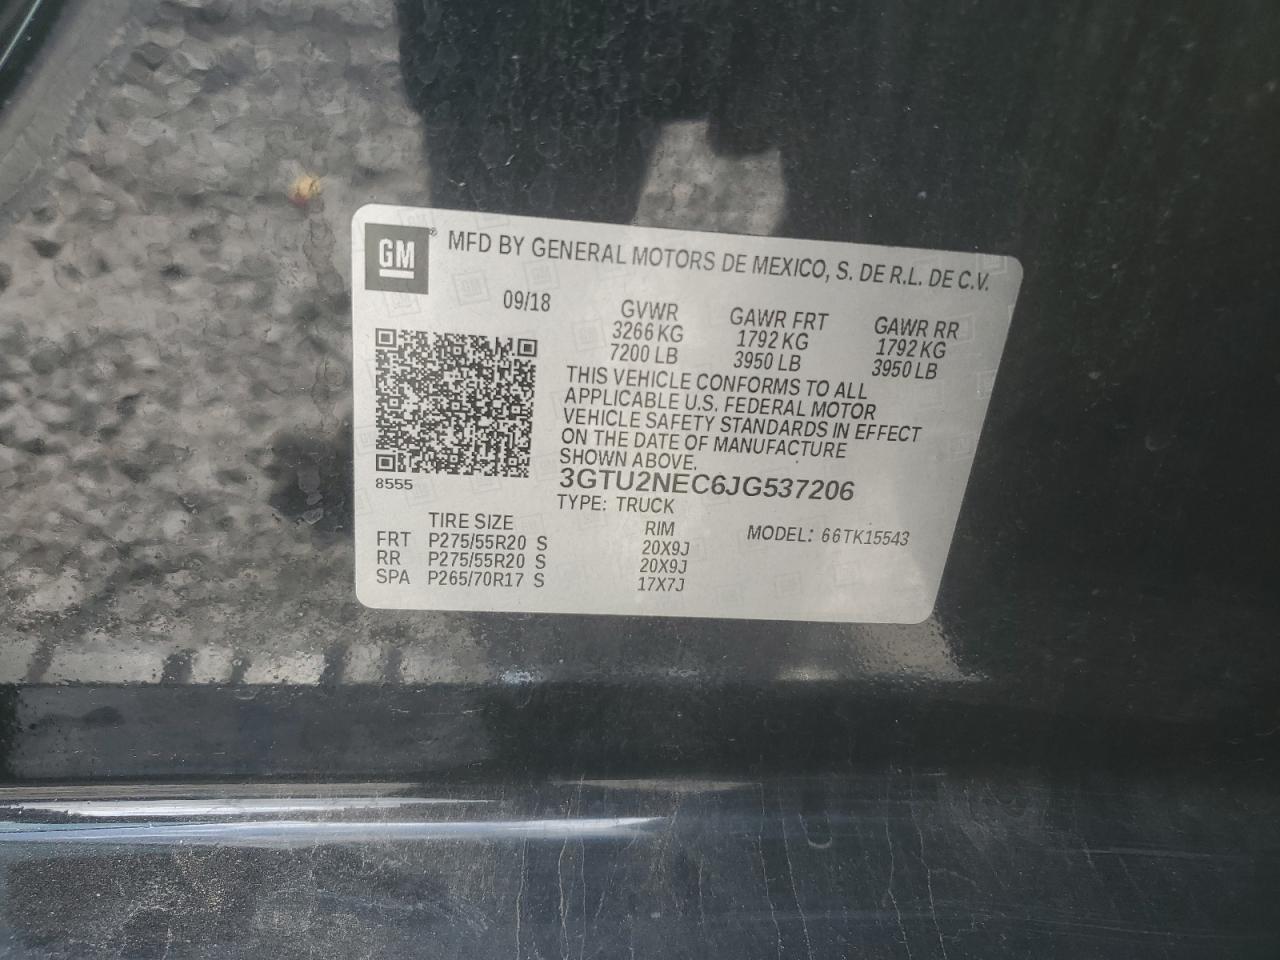 GM
MFD BY GENERAL MOTORS DE MEXICO, S. DE R.L. DE C.V.
09/18
GVWR GAWR FRT GAWR RR
3266 KG 1792 KG 1792 KG
7200 LB 3950 LB 3950 LB
THIS VEHICLE CONFORMS TO ALL
APPLICABLE U.S. FEDERAL MOTOR
VEHICLE SAFETY STANDARDS IN EFFECT
ON THE DATE OF MANUFACTURE
SHOWN ABOVE.
3GTU2NEC6JG537206
8555
TYPE: TRUCK
TIRE SIZE RIM MODEL: 66TK15543
FRT P275/55R20 S 20X9J
RR P275/55R20 S 20X9J
SPA P265/70R17 S 17X7J